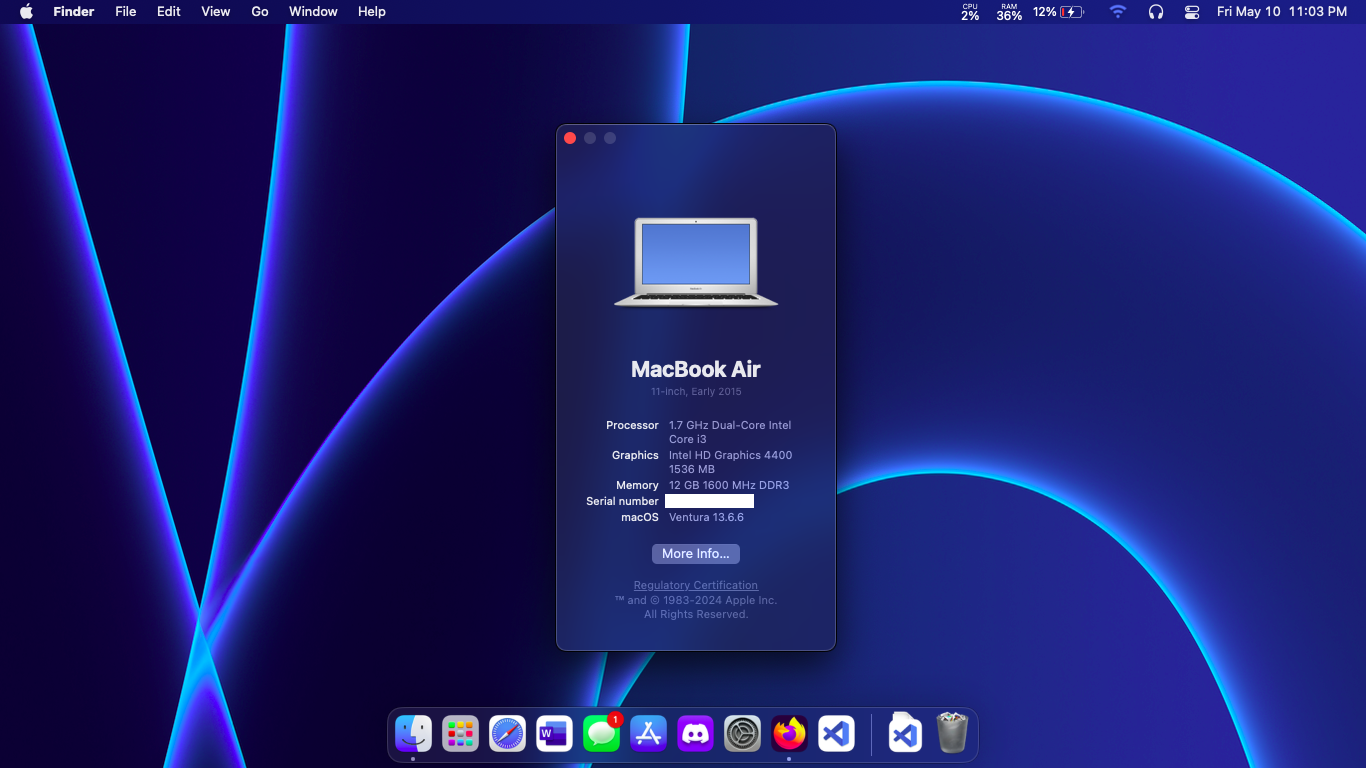 Finder File Edit View Go Window Help CPU 2% RAM 36% 12% Fri May 10 11:03 PM
MacBook Air
11-inch, Early 2015
Processor 1.7 GHz Dual-Core Intel
Core i3
Graphics Intel HD Graphics 4400
1536 MB
Memory 12 GB 1600 MHz DDR3
Serial number
macOS Ventura 13.6.6
More Info...
Regulatory Certification
™ and © 1983-2024 Apple Inc.
All Rights Reserved.
1
W